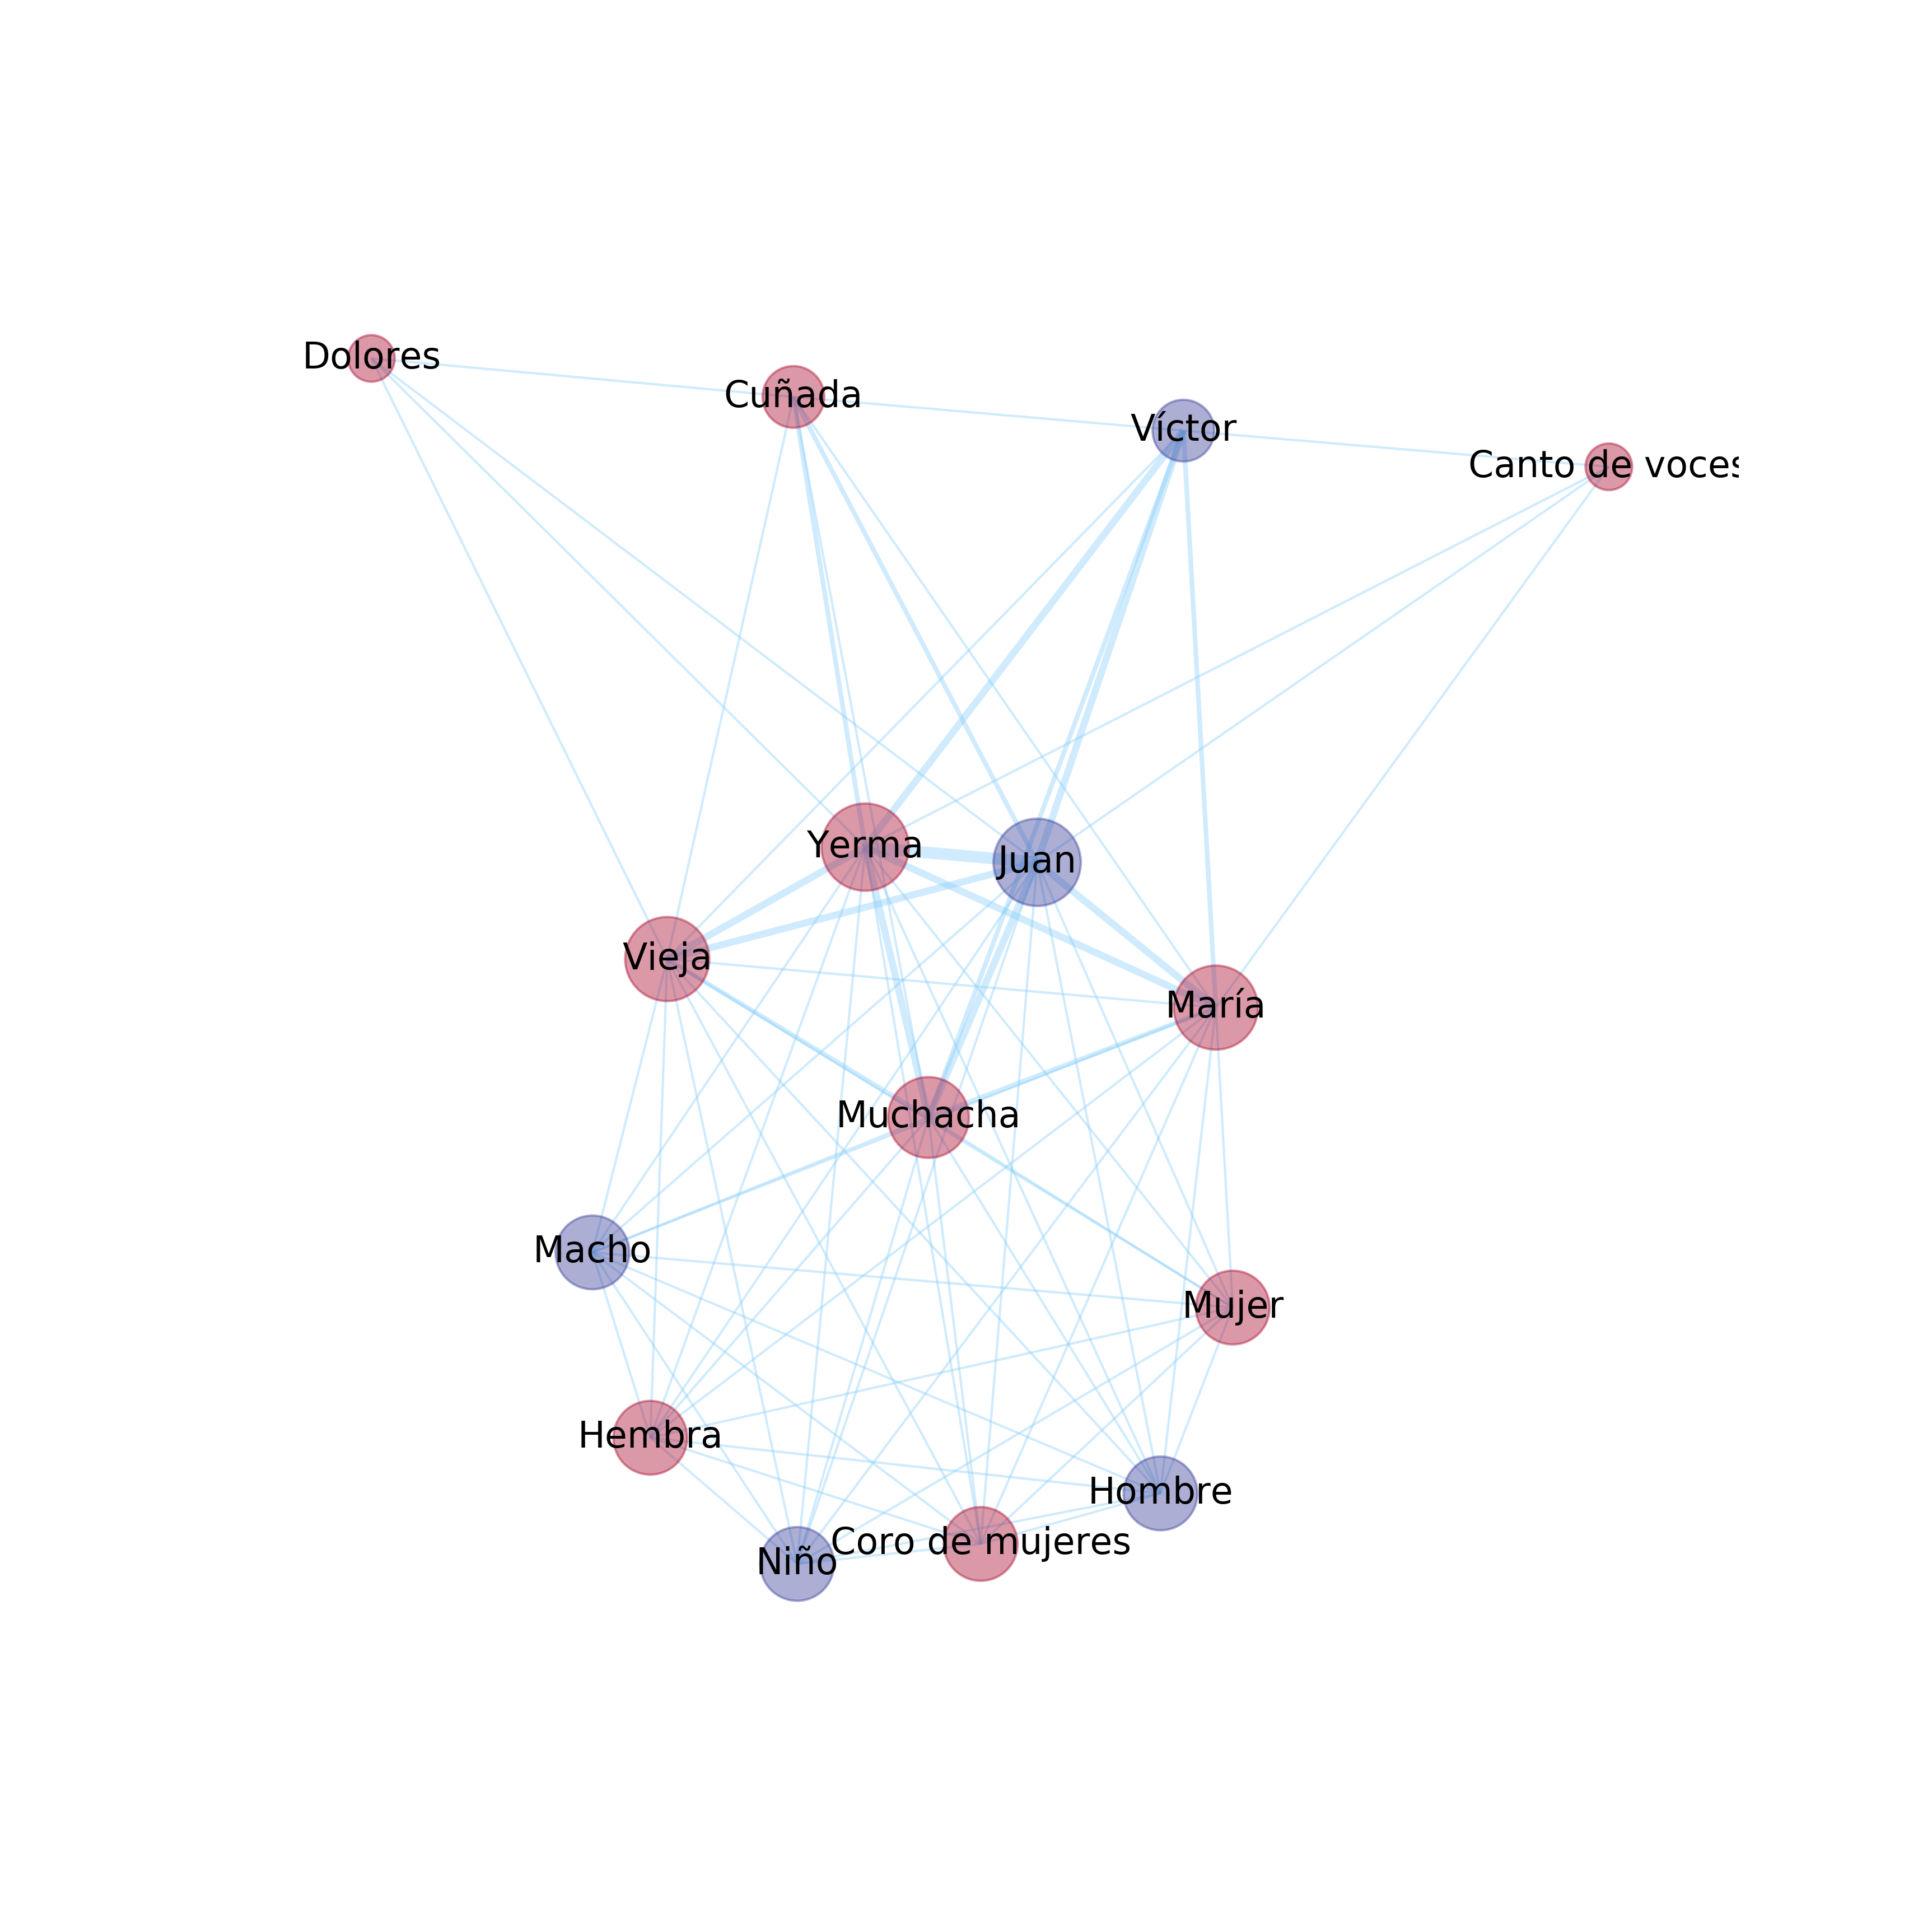 Dolores
Cuñada
Víctor
Canto de voces
Yerma
Juan
Vieja
María
Muchacha
Macho
Mujer
Hembra
Hombre
Coro de mujeres
Niño